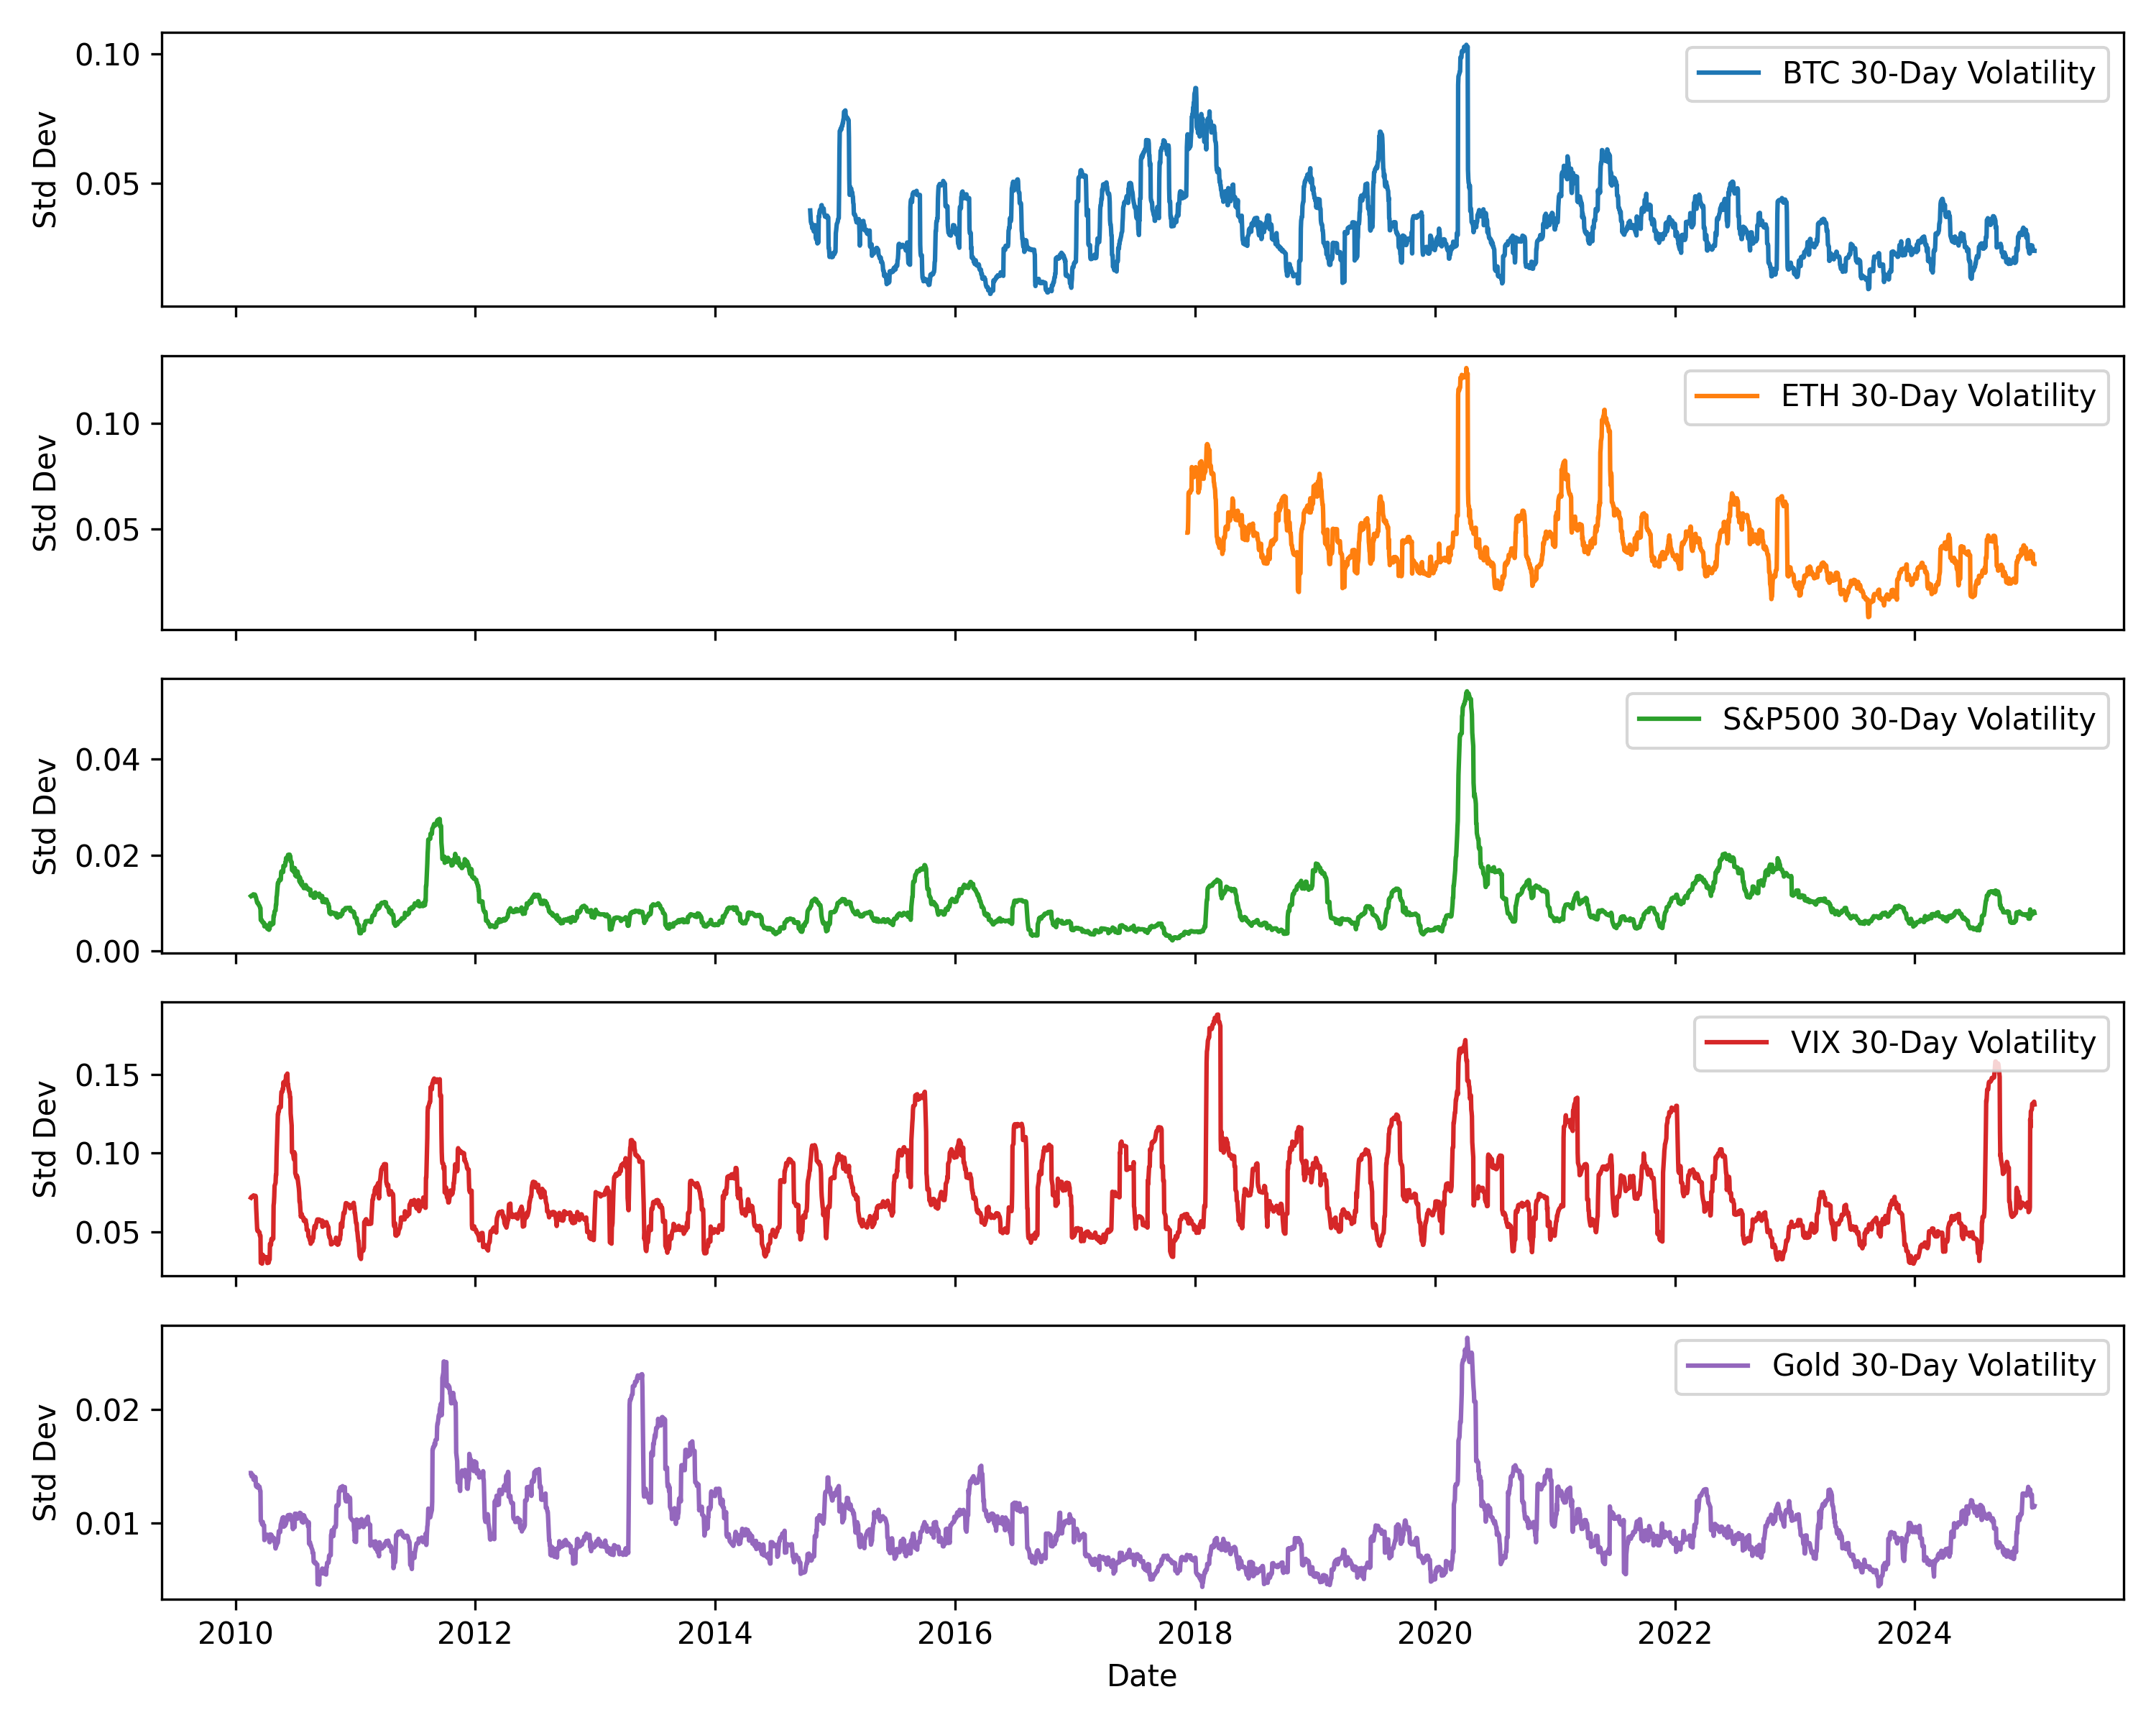 0.10
0.05
Std Dev
BTC 30-Day Volatility
0.10
0.05
Std Dev
ETH 30-Day Volatility
0.04
0.02
0.00
Std Dev
S&P500 30-Day Volatility
0.15
0.10
0.05
Std Dev
VIX 30-Day Volatility
0.02
0.01
Std Dev
Gold 30-Day Volatility
2010 2012 2014 2016 2018 2020 2022 2024
Date